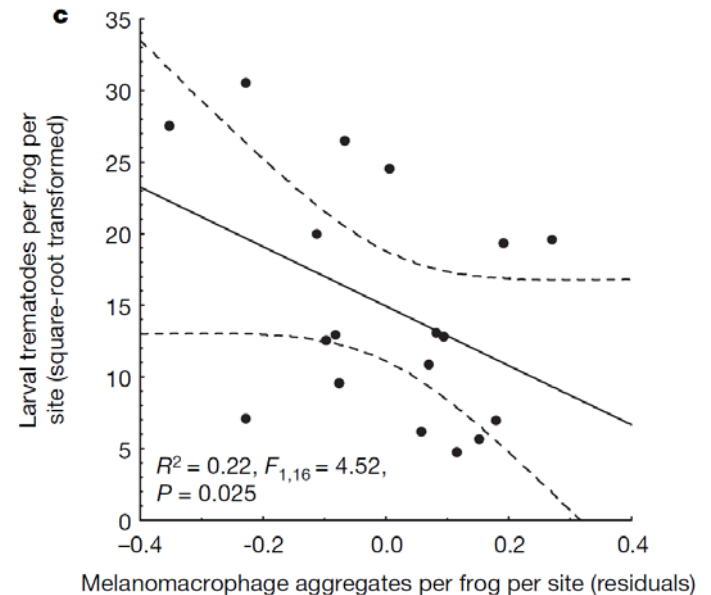 c
35
30
25
20
15
10
5
0
Larval trematodes per frog per
site (square-root transformed)
R² = 0.22, F1,16 = 4.52,
P = 0.025
–0.4 -0.2 0.0 0.2 0.4
Melanomacrophage aggregates per frog per site (residuals)